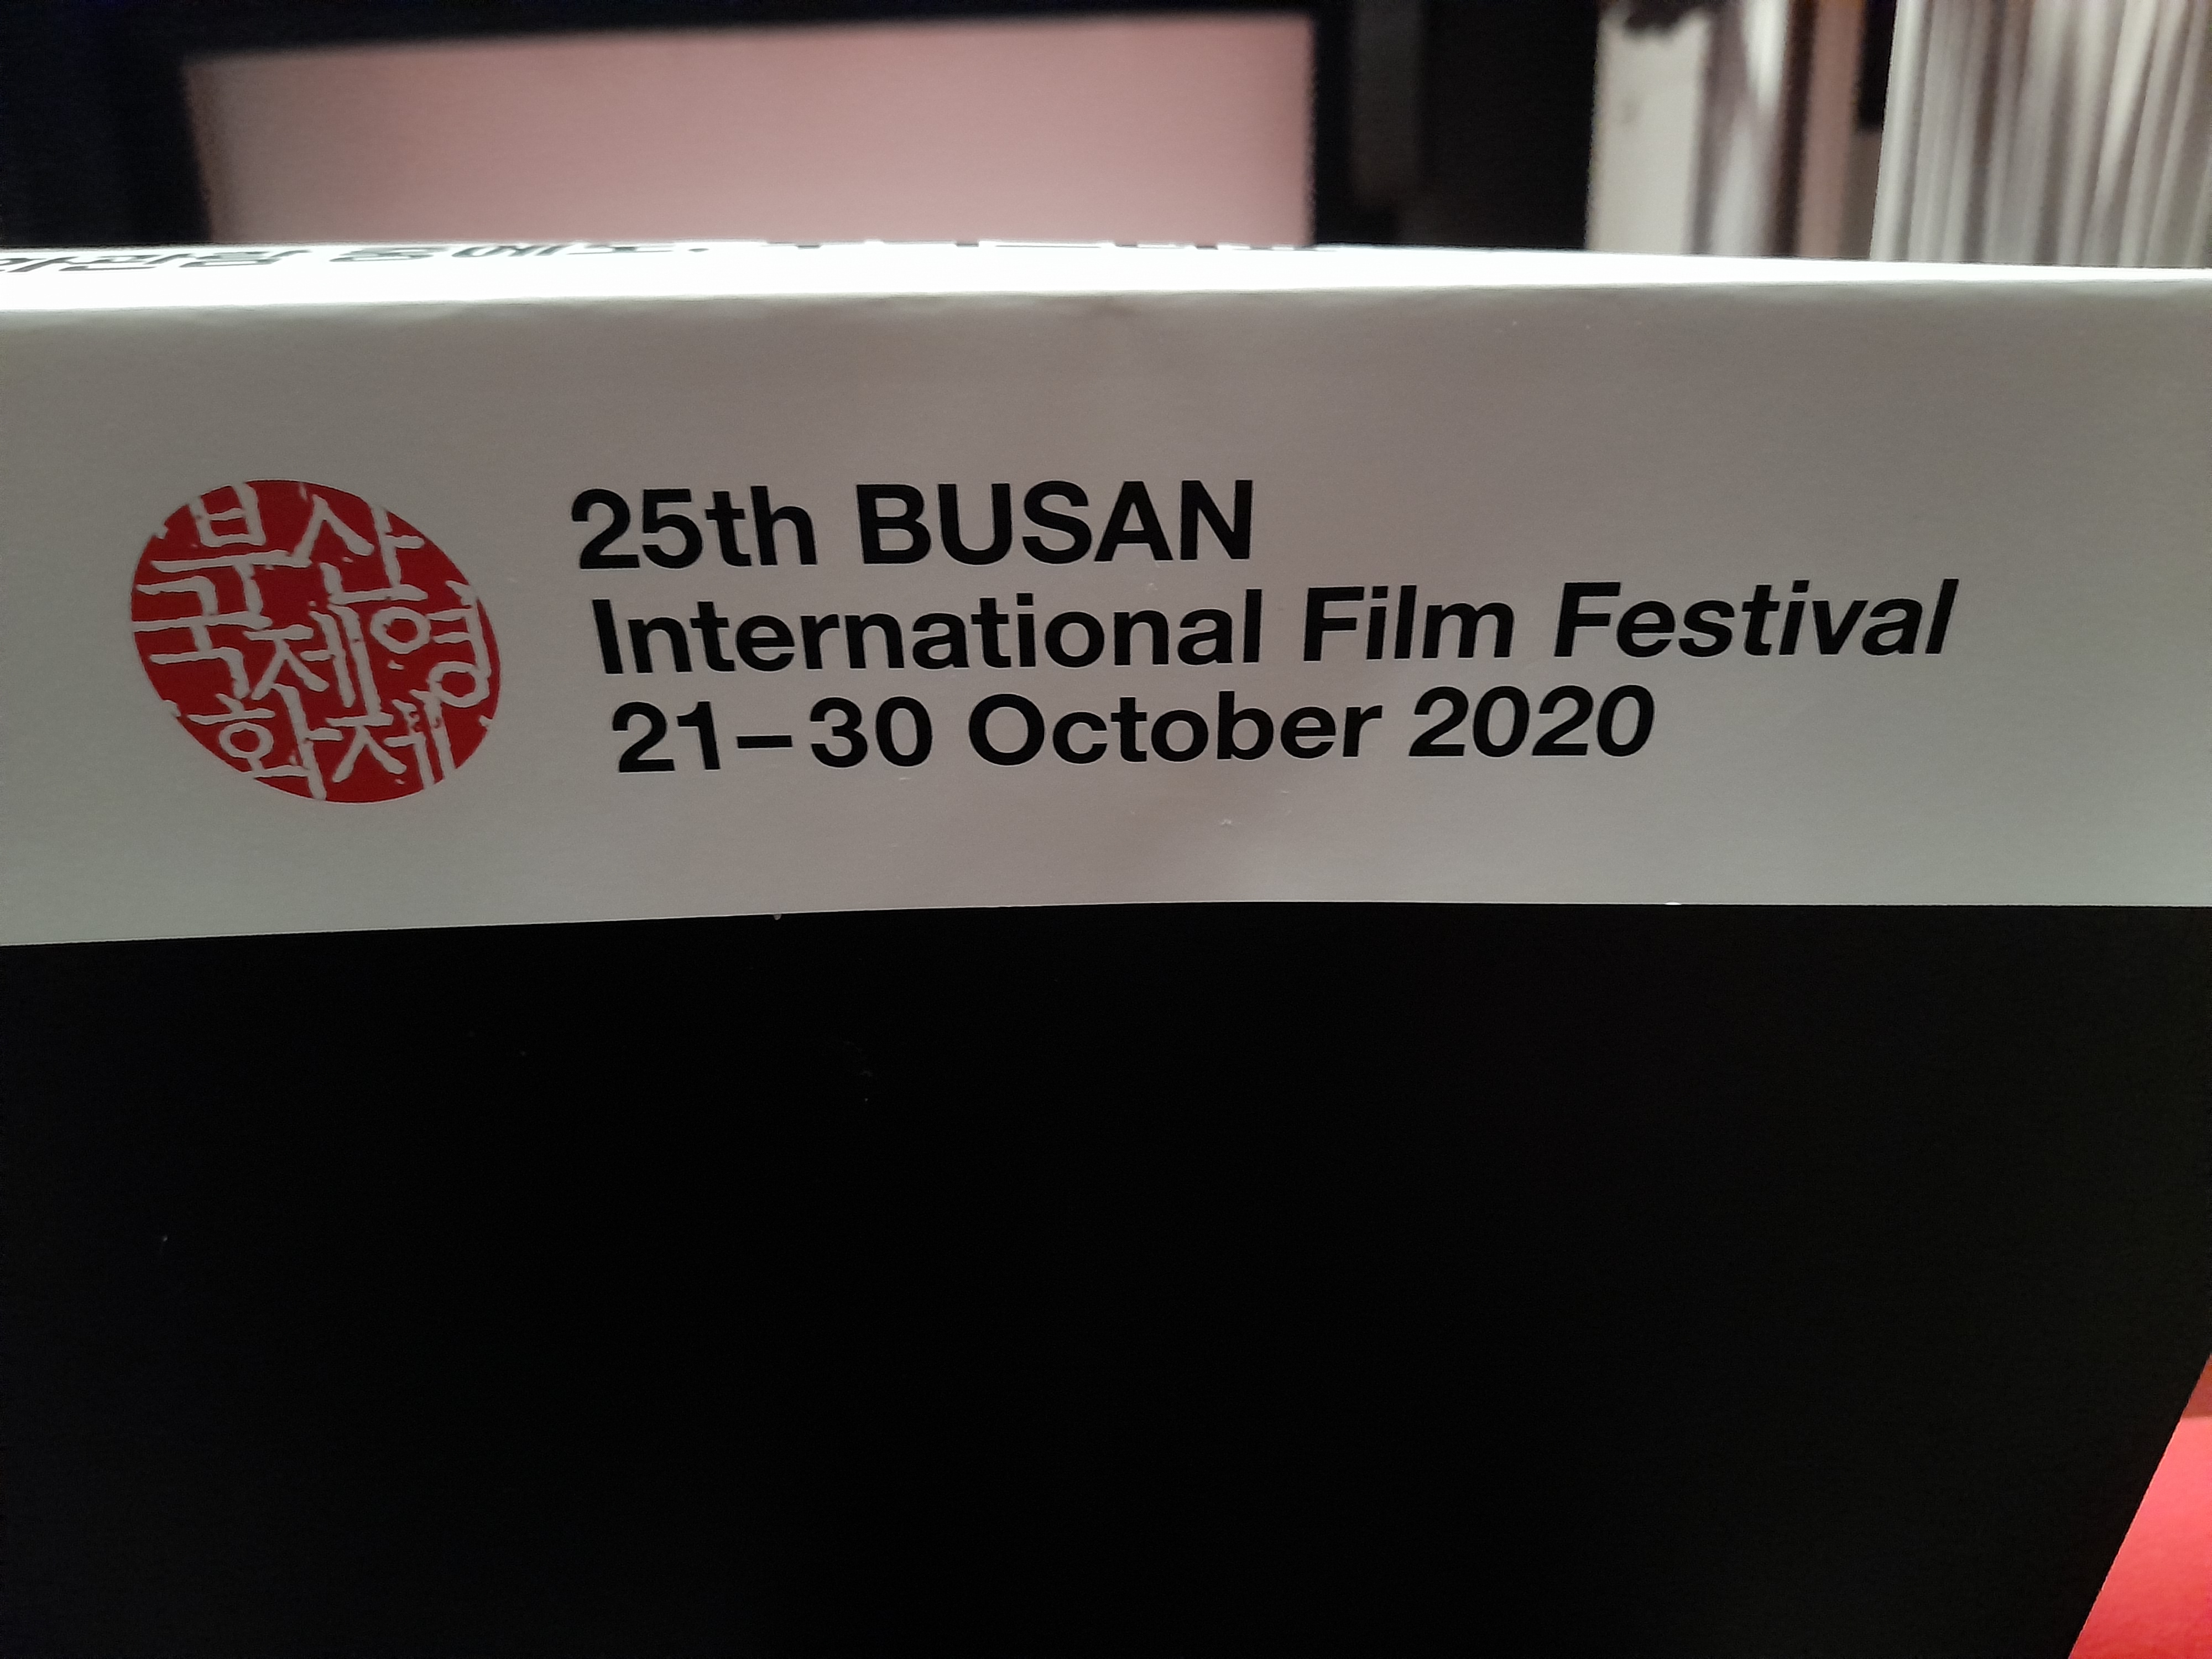 부산
국제영
화제
25th BUSAN
International Film Festival
21–30 October 2020